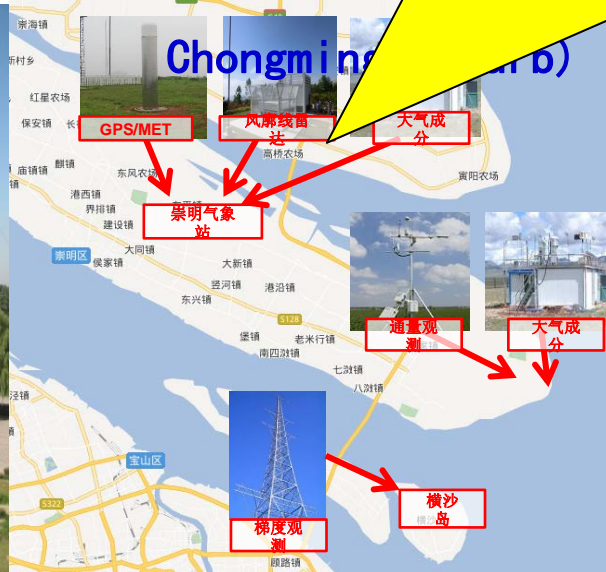 崇海镇
新村乡
Chongming
urb)
红星农场
保安镇
GPS/MET
风廓线雷
达
大气成
分
高桥农场
寅阳农场
庙镇镇
麒镇
东风农场
港西镇
界排镇
建设镇
崇明气象
站
崇明区
侯家镇
大同镇
大新镇
竖河镇
港沿镇
东兴镇
S128
堡镇
老米行镇
南四滧镇
七滧镇
八滧镇
通量观
测
大气成
分
宝山区
S322
梯度观
测
横沙
岛
顾路镇